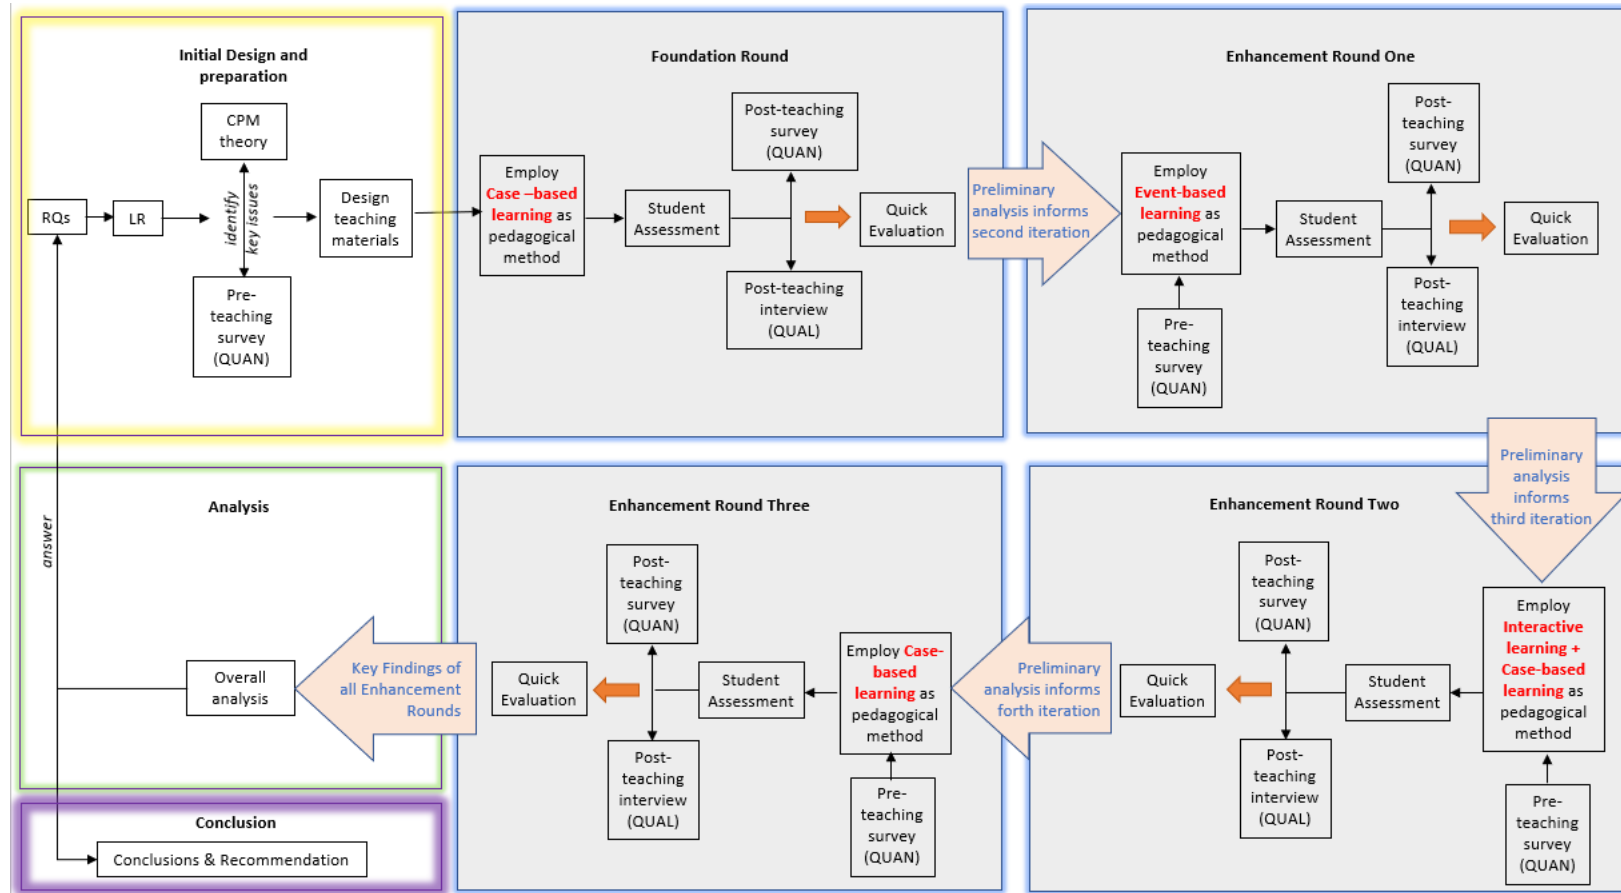 Initial Design and
preparation
CPM
theory
RQs
LR
identify
key issues
Design
teaching
materials
Pre-
teaching
survey
(QUAN)
Foundation Round
Employ
Case –based
learning as
pedagogical
method
Student
Assessment
Post-teaching
survey
(QUAN)
Post-teaching
interview
(QUAL)
Quick
Evaluation
Preliminary
analysis informs
second iteration
Enhancement Round One
Employ
Event-based
learning as
pedagogical
method
Pre-
teaching
survey
(QUAN)
Student
Assessment
Post-
teaching
survey
(QUAN)
Post-
teaching
interview
(QUAL)
Quick
Evaluation
Preliminary
analysis
informs
third iteration
Enhancement Round Two
Employ
Interactive
learning +
Case-based
learning as
pedagogical
method
Pre-
teaching
survey
(QUAN)
Student
Assessment
Post-
teaching
survey
(QUAN)
Post-
teaching
interview
(QUAL)
Quick
Evaluation
Preliminary
analysis informs
forth iteration
Enhancement Round Three
Employ Case-
based
learning as
pedagogical
method
Pre-
teaching
survey
(QUAN)
Student
Assessment
Post-
teaching
survey
(QUAN)
Post-
teaching
interview
(QUAL)
Quick
Evaluation
Key Findings of
all Enhancement
Rounds
Analysis
Overall
analysis
answer
Conclusion
Conclusions & Recommendation